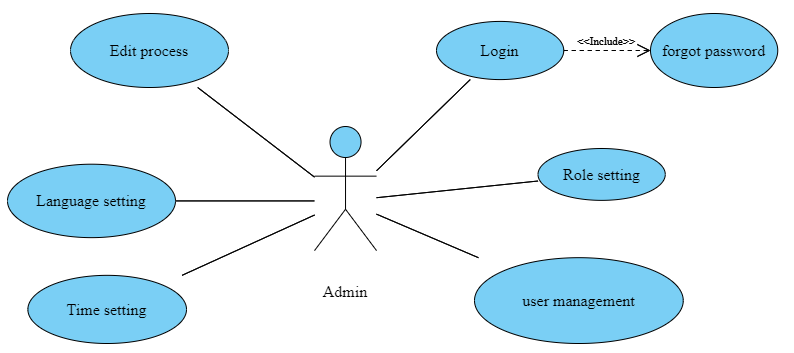 Edit process
Login
<<Include>>
forgot password
Language setting
Role setting
Time setting
Admin
user management